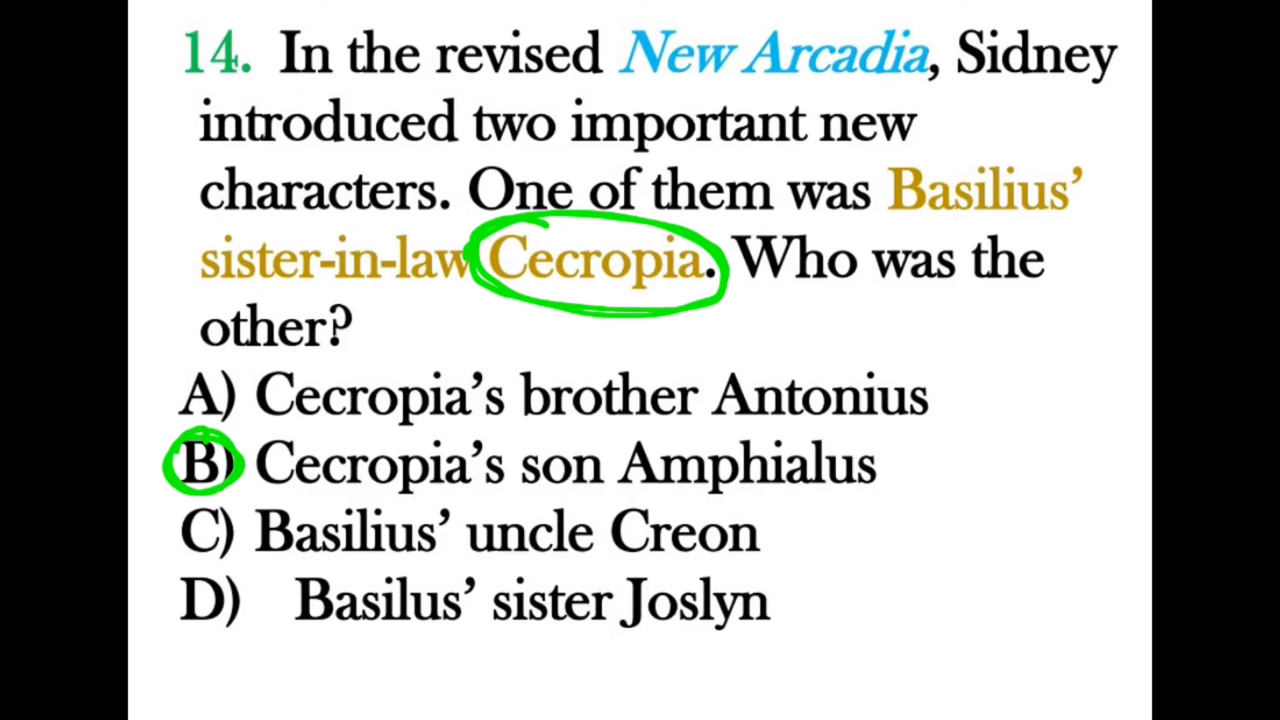 14. In the revised New Arcadia, Sidney
introduced two important new
characters. One of them was Basilius’
sister-in-law Cecropia. Who was the
other?
A) Cecropia’s brother Antonius
B) Cecropia’s son Amphialus
C) Basilius’ uncle Creon
D) Basilus’ sister Joslyn